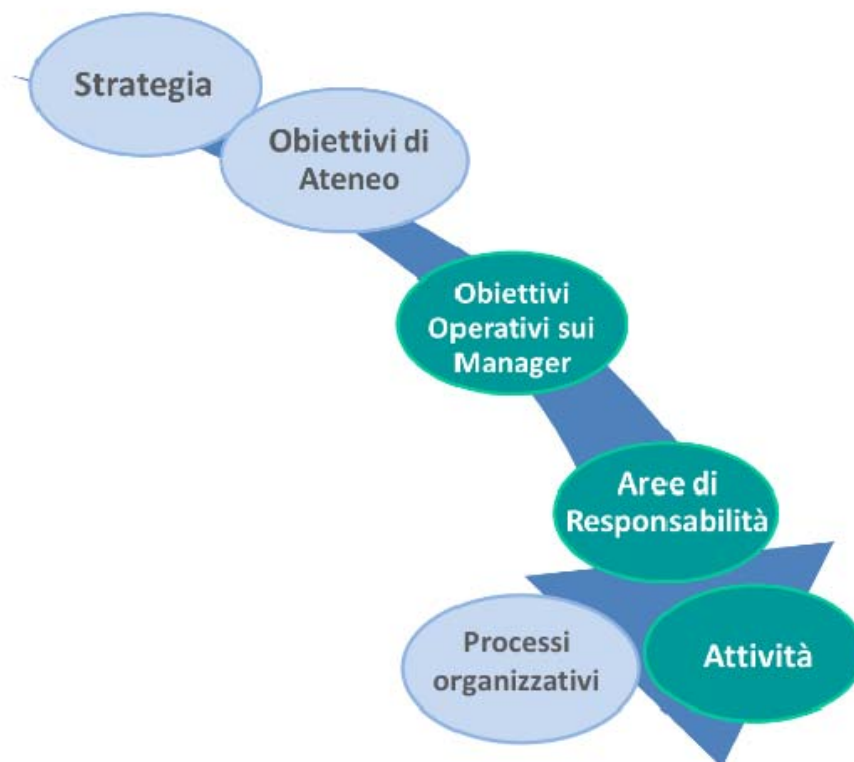 Strategia
Obiettivi di
Ateneo
Obiettivi
Operativi sui
Manager
Aree di
Responsabilità
Processi
organizzativi
Attività